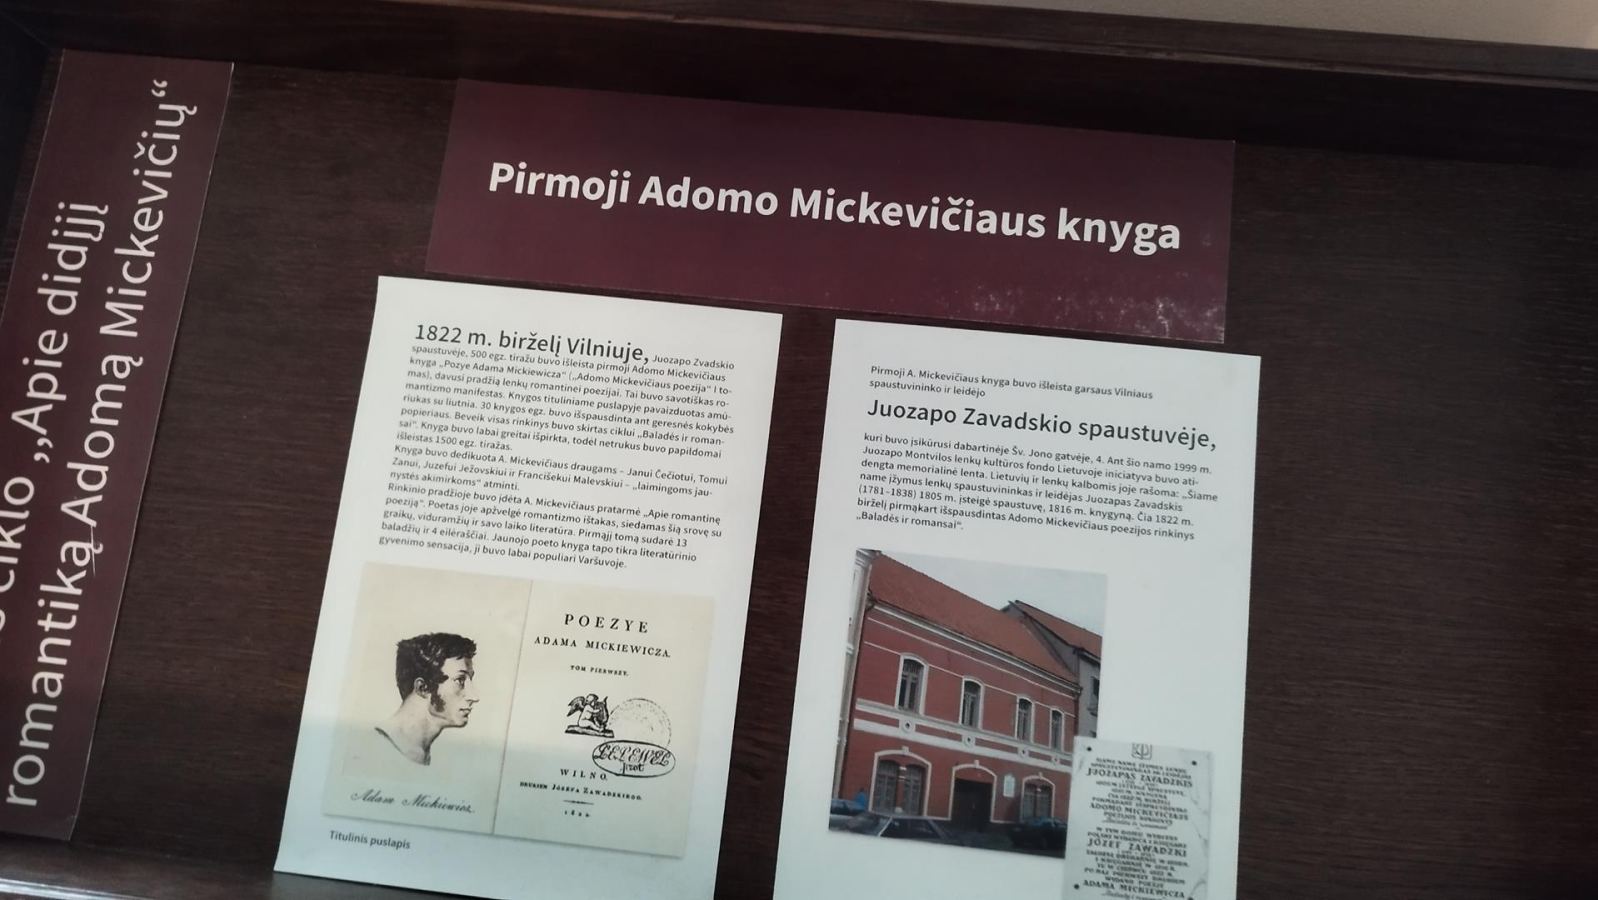 ciklo „Apie didįjį
romantiką Adomą Mickevičių“
Pirmoji Adomo Mickevičiaus knyga
1822 m. birželį Vilniuje, Juozapo Zvadskio
spaustuvėje, 500 egz. tiražu buvo išleista pirmoji Adomo Mickevičiaus
knyga „Pozye Adama Mickiewicza“ („Adomo Mickevičiaus poezija“ I to-
mas), davusi pradžią lenkų romantinei poezijai. Tai buvo savotiškas ro-
mantizmo manifestas. Knygos tituliniame puslapyje pavaizduotas amū-
riukas su liutnia. 30 knygos egz. buvo išspausdinta ant geresnės kokybės
popieriaus. Beveik visas rinkinys buvo skirtas ciklui „Baladės ir roman-
sai“. Knyga buvo labai greitai išpirkta, todėl netrukus buvo papildomai
išleistas 1500 egz. tiražas.
Knyga buvo dedikuota A. Mickevičiaus draugams – Janui Čečiotui, Tomui
Zanui, Juzefui Ježovskiui ir Francišekui Malevskiui – „laimingoms jau-
nystės akimirkoms“ atminti.
Rinkinio pradžioje buvo įdėta A. Mickevičiaus pratarmė „Apie romantinę
poeziją“. Poetas joje apžvelgė romantizmo ištakas, siedamas šią srovę su
graikų, viduramžių ir savo laiko literatūra. Pirmąjį tomą sudarė 13
baladžių ir 4 eilėraščiai. Jaunojo poeto knyga tapo tikra literatūrinio
gyvenimo sensacija, ji buvo labai populiari Varšuvoje.
Adam Mickiewicz.
POEZYE
ADAMA MICKIEWICZA.
TOM PIERWSZY.
LELEWEL
WILNO,
DRUKIEM JÓZEFA ZAWADZKIEGO.
1822
Titulinis puslapis
Pirmoji A. Mickevičiaus knyga buvo išleista garsaus Vilniaus
spaustuvininko ir leidėjo
Juozapo Zavadskio spaustuvėje,
kuri buvo įsikūrusi dabartinėje Šv. Jono gatvėje, 4. Ant šio namo 1999 m.
Juozapo Montvilos lenkų kultūros fondo Lietuvoje iniciatyva buvo ati-
dengta memorialinė lenta. Lietuvių ir lenkų kalbomis joje rašoma: „Šiame
name įžymus lenkų spaustuvininkas ir leidėjas Juozapas Zavadskis
(1781–1838) 1805 m. įsteigė spaustuvę, 1816 m. knygyną. Čia 1822 m.
birželį pirmąkart išspausdintas Adomo Mickevičiaus poezijos rinkinys
„Baladės ir romansai“.
JUOZAPAS ZAVADZKIS
ADOMO MICKEVIČIAUS
W TYM DOMU WYBITNY
JÓZEF ZAWADZKI
ADAMA MICKIEWICZA